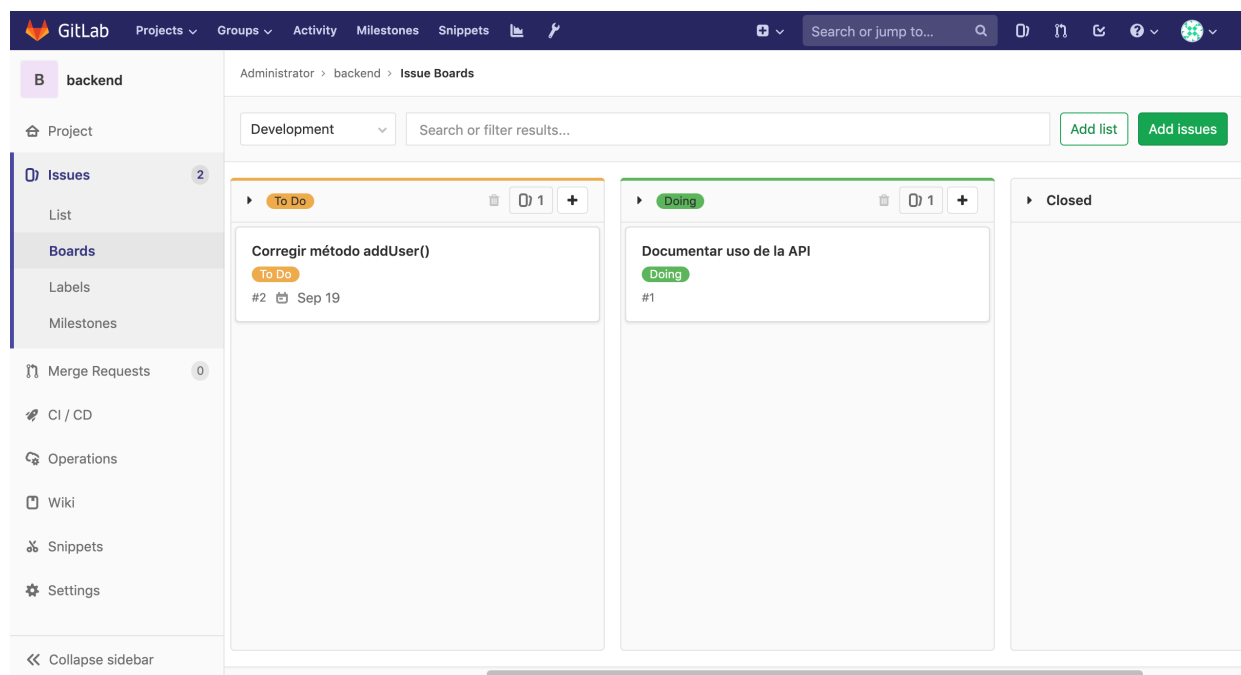 GitLab Projects Groups Activity Milestones Snippets Search or jump to...
B backend
Administrator › backend › Issue Boards
Project
Development Search or filter results... Add list Add issues
Issues 2
List
Boards
Labels
Milestones
Merge Requests 0
CI / CD
Operations
Wiki
Snippets
Settings
Collapse sidebar
To Do 1
Corregir método addUser()
To Do
#2 Sep 19
Doing 1
Documentar uso de la API
Doing
#1
Closed